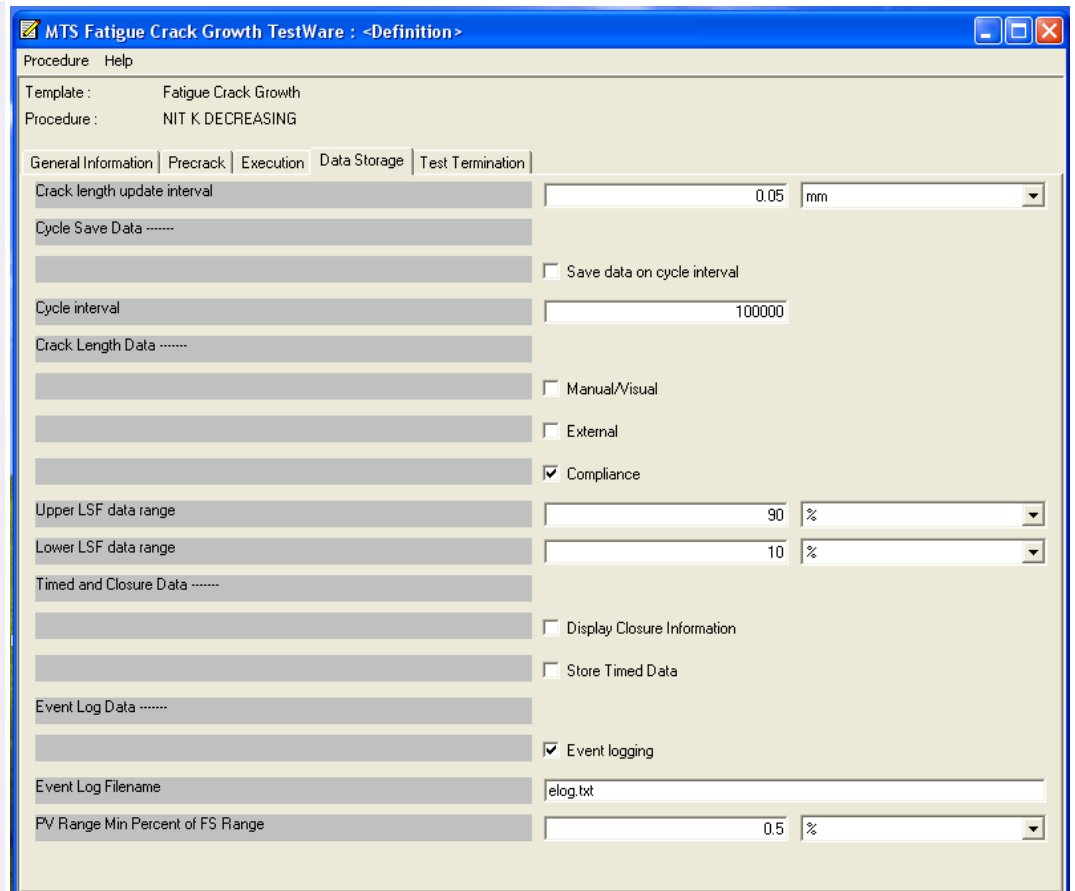 MTS Fatigue Crack Growth TestWare : <Definition>
Procedure Help
Template : Fatigue Crack Growth
Procedure : NIT K DECREASING
General Information Precrack Execution Data Storage Test Termination
Crack length update interval 0.05 mm
Cycle Save Data -------
Save data on cycle interval
Cycle interval 100000
Crack Length Data -------
Manual/Visual
External
Compliance
Upper LSF data range 90 %
Lower LSF data range 10 %
Timed and Closure Data -------
Display Closure Information
Store Timed Data
Event Log Data -------
Event logging
Event Log Filename elog.txt
PV Range Min Percent of FS Range 0.5 %